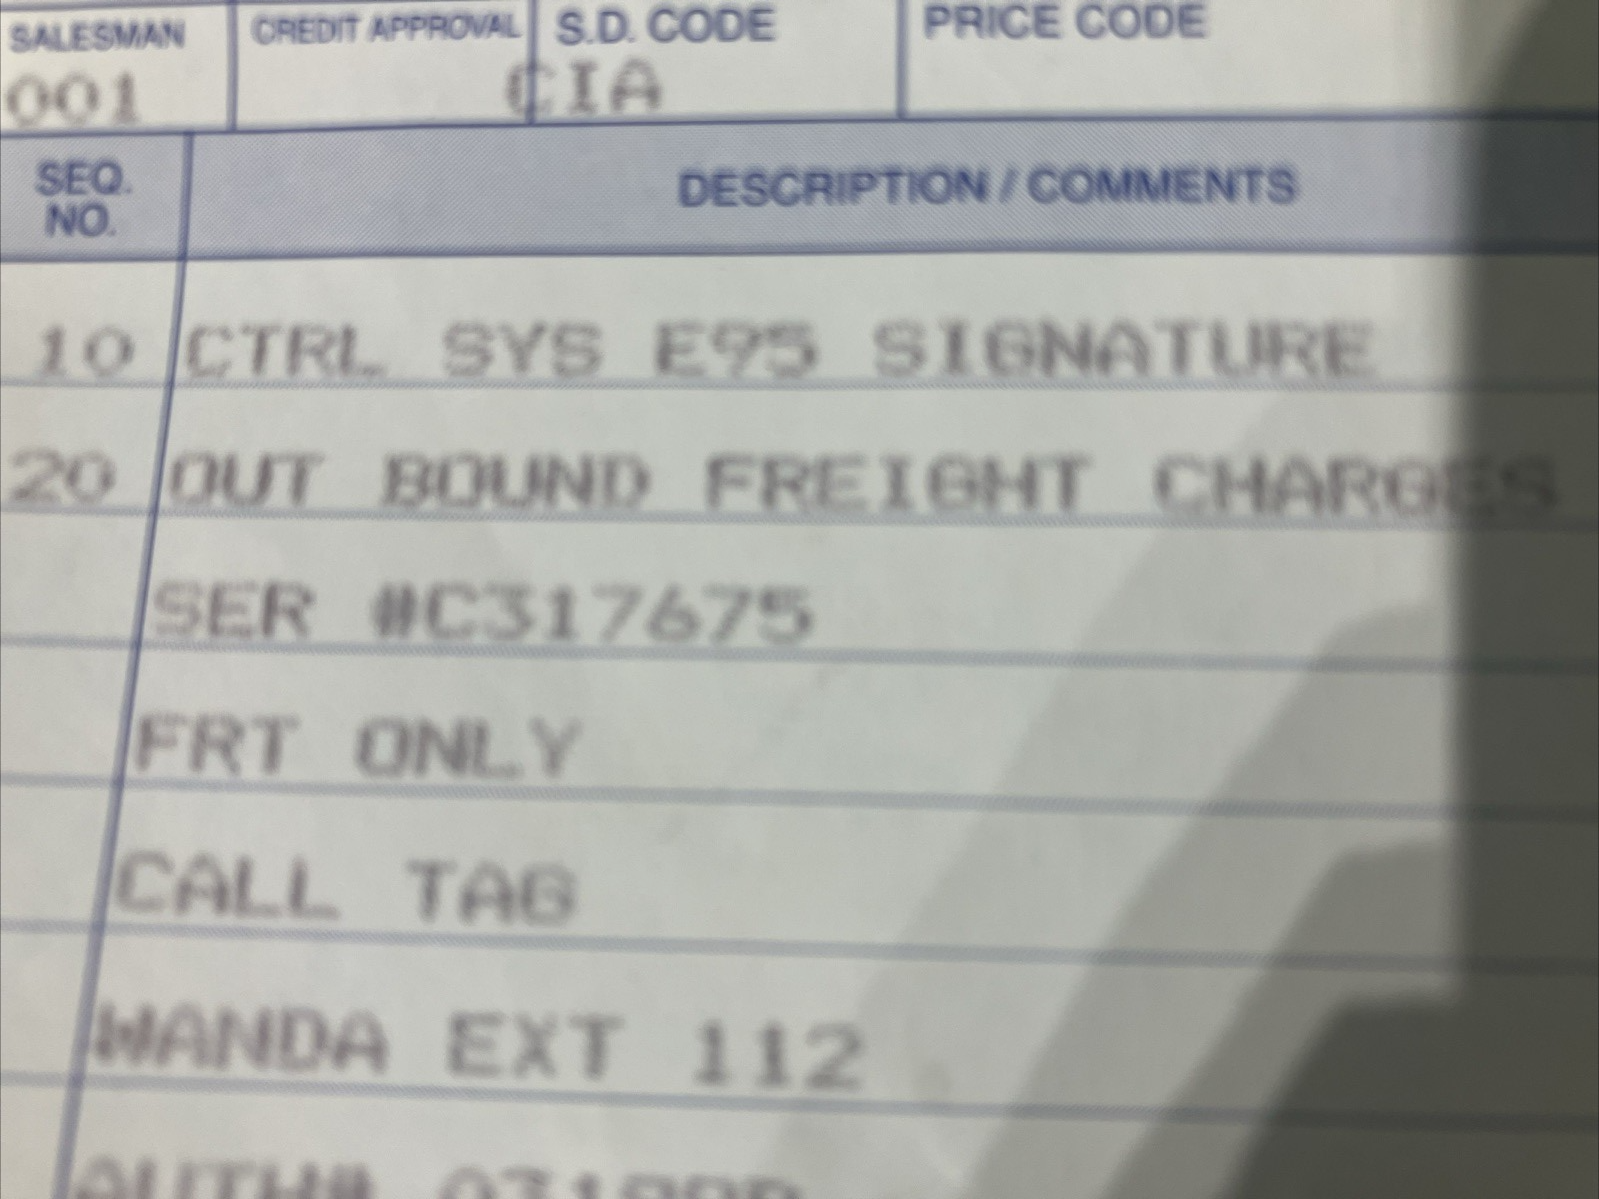 SALESMAN CREDIT APPROVAL S.D. CODE PRICE CODE
001 CIA
SEQ. NO. DESCRIPTION / COMMENTS
10 CTRL SYS E95 SIGNATURE
20 OUT BOUND FREIGHT CHARGES
SER #C317675
FRT ONLY
CALL TAG
WANDA EXT 112
AUTH#